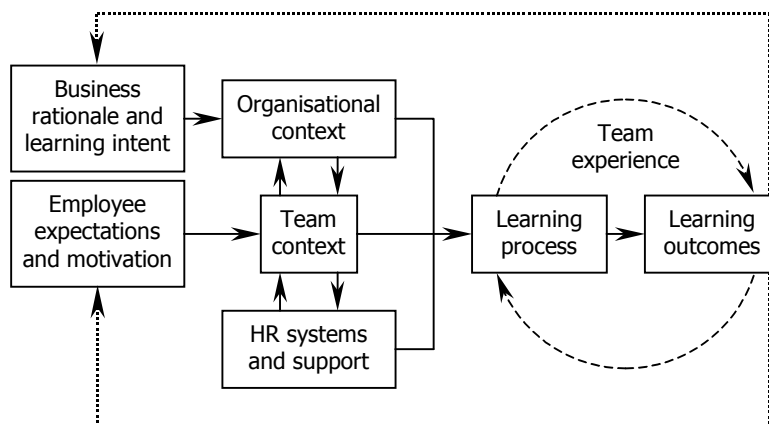 Business
rationale and
learning intent
Organisational
context
Team
experience
Employee
expectations
and motivation
Team
context
Learning
process
Learning
outcomes
HR systems
and support